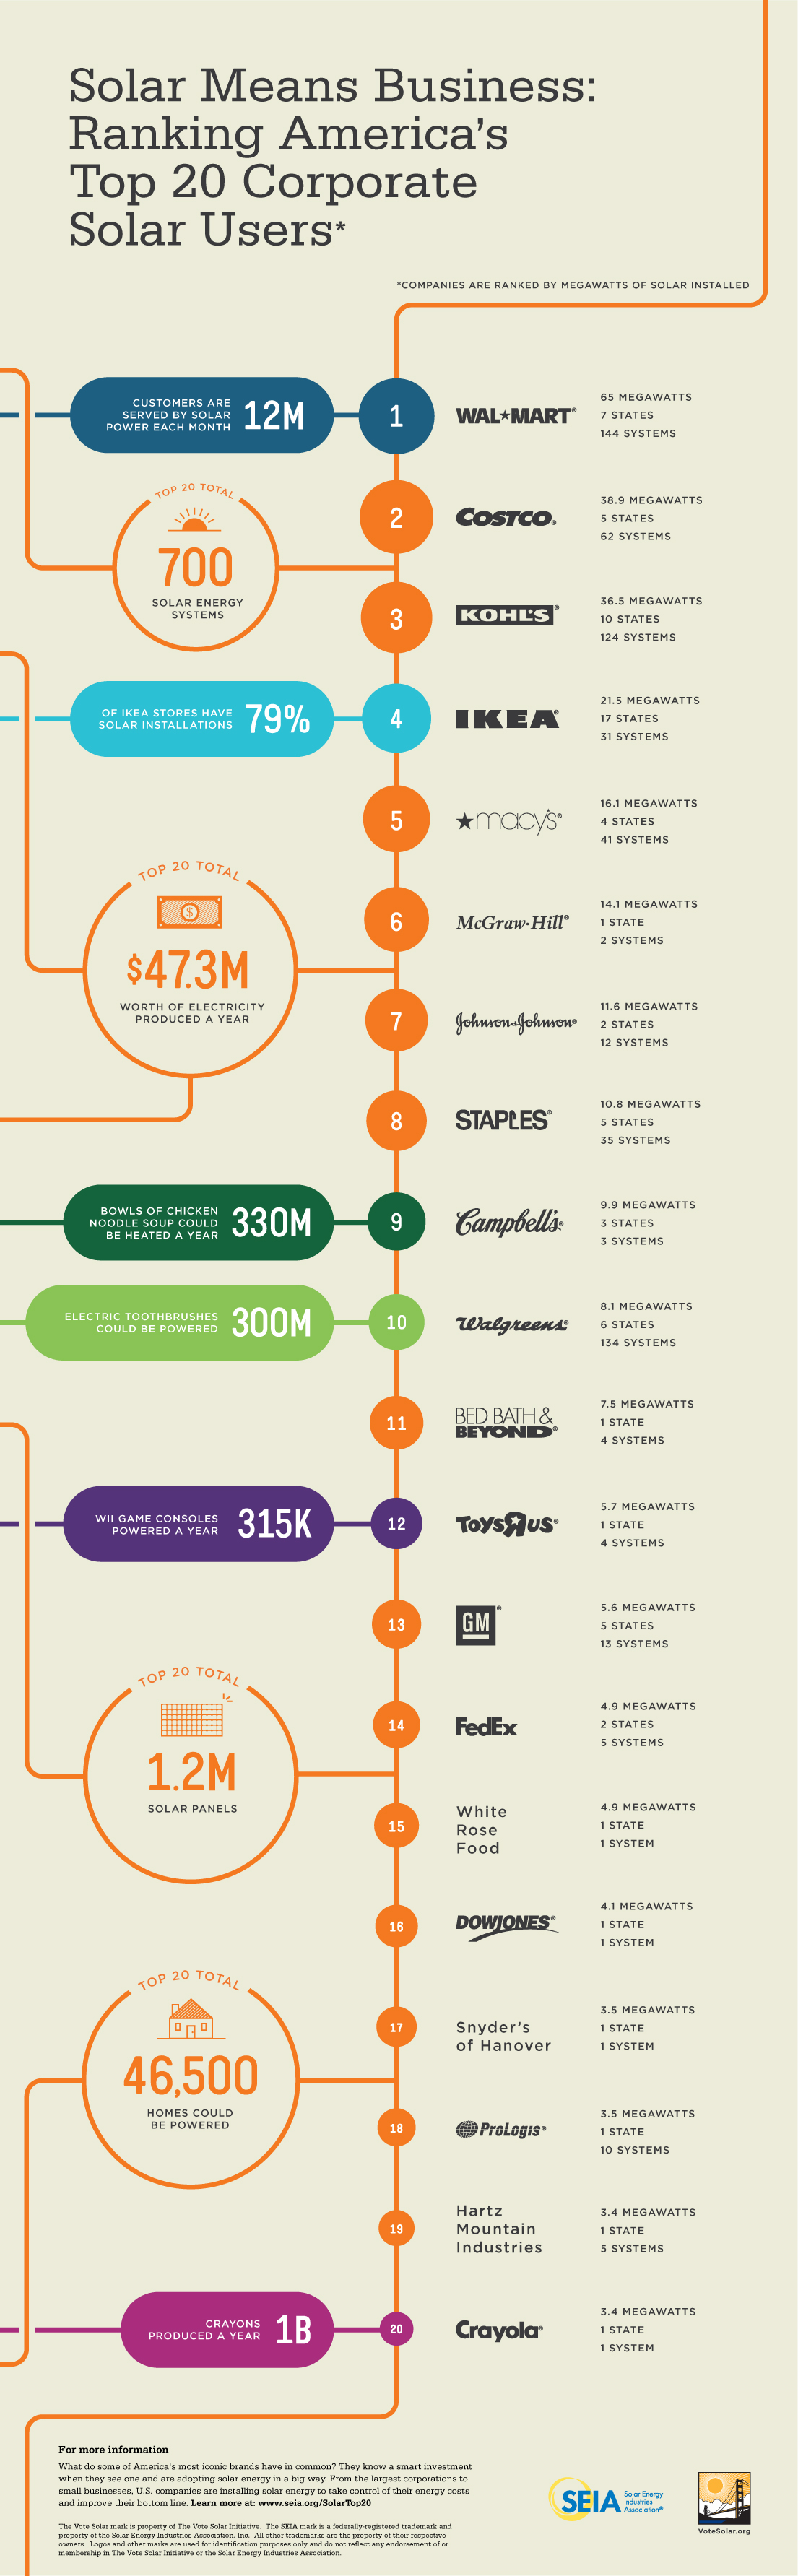 Solar Means Business:
Ranking America's
Top 20 Corporate
Solar Users*
*COMPANIES ARE RANKED BY MEGAWATTS OF SOLAR INSTALLED
CUSTOMERS ARE
SERVED BY SOLAR
POWER EACH MONTH
12M
1
WAL★MART®
65 MEGAWATTS
7 STATES
144 SYSTEMS
TOP 20 TOTAL
700
SOLAR ENERGY
SYSTEMS
2
COSTCO®
38.9 MEGAWATTS
5 STATES
62 SYSTEMS
3
KOHL'S®
36.5 MEGAWATTS
10 STATES
124 SYSTEMS
OF IKEA STORES HAVE
SOLAR INSTALLATIONS
79%
4
IKEA®
21.5 MEGAWATTS
17 STATES
31 SYSTEMS
5
★macy's®
16.1 MEGAWATTS
4 STATES
41 SYSTEMS
TOP 20 TOTAL
$
$47.3M
WORTH OF ELECTRICITY
PRODUCED A YEAR
6
McGraw·Hill®
14.1 MEGAWATTS
1 STATE
2 SYSTEMS
7
Johnson&Johnson®
11.6 MEGAWATTS
2 STATES
12 SYSTEMS
8
STAPLES®
10.8 MEGAWATTS
5 STATES
35 SYSTEMS
BOWLS OF CHICKEN
NOODLE SOUP COULD
BE HEATED A YEAR
330M
9
Campbell's®
9.9 MEGAWATTS
3 STATES
3 SYSTEMS
ELECTRIC TOOTHBRUSHES
COULD BE POWERED
300M
10
Walgreens®
8.1 MEGAWATTS
6 STATES
134 SYSTEMS
11
BED BATH &
BEYOND®
7.5 MEGAWATTS
1 STATE
4 SYSTEMS
WII GAME CONSOLES
POWERED A YEAR
315K
12
ToysRus®
5.7 MEGAWATTS
1 STATE
4 SYSTEMS
13
GM®
5.6 MEGAWATTS
5 STATES
13 SYSTEMS
TOP 20 TOTAL
1.2M
SOLAR PANELS
14
FedEx
4.9 MEGAWATTS
2 STATES
5 SYSTEMS
15
White
Rose
Food
4.9 MEGAWATTS
1 STATE
1 SYSTEM
16
DOWJONES®
4.1 MEGAWATTS
1 STATE
1 SYSTEM
TOP 20 TOTAL
46,500
HOMES COULD
BE POWERED
17
Snyder's
of Hanover
3.5 MEGAWATTS
1 STATE
1 SYSTEM
18
ProLogis®
3.5 MEGAWATTS
1 STATE
10 SYSTEMS
19
Hartz
Mountain
Industries
3.4 MEGAWATTS
1 STATE
5 SYSTEMS
CRAYONS
PRODUCED A YEAR
1B
20
Crayola®
3.4 MEGAWATTS
1 STATE
1 SYSTEM
For more information
What do some of America's most iconic brands have in common? They know a smart investment
when they see one and are adopting solar energy in a big way. From the largest corporations to
small businesses, U.S. companies are installing solar energy to take control of their energy costs
and improve their bottom line. Learn more at: www.seia.org/SolarTop20
The Vote Solar mark is property of The Vote Solar Initiative. The SEIA mark is a federally-registered trademark and
property of the Solar Energy Industries Association, Inc. All other trademarks are the property of their respective
owners. Logos and other marks are used for identification purposes only and do not reflect any endorsement of or
membership in The Vote Solar Initiative or the Solar Energy Industries Association.
SEIA
Solar Energy
Industries
Association®
VoteSolar.org